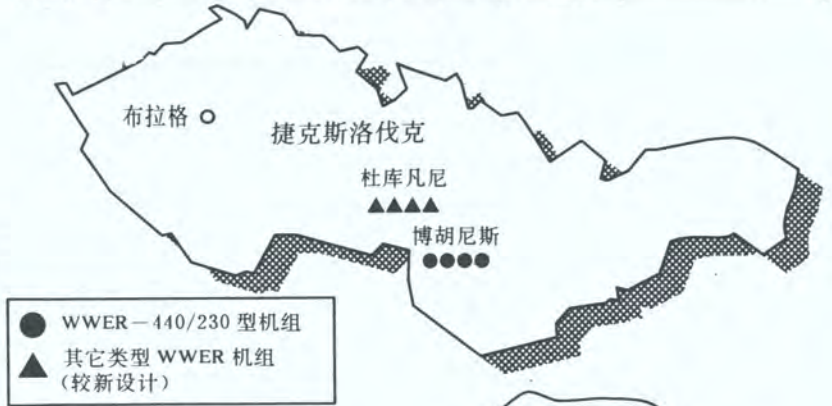 布拉格
捷克斯洛伐克
杜库凡尼
博胡尼斯
WWER－440/230 型机组
其它类型 WWER 机组
(较新设计)